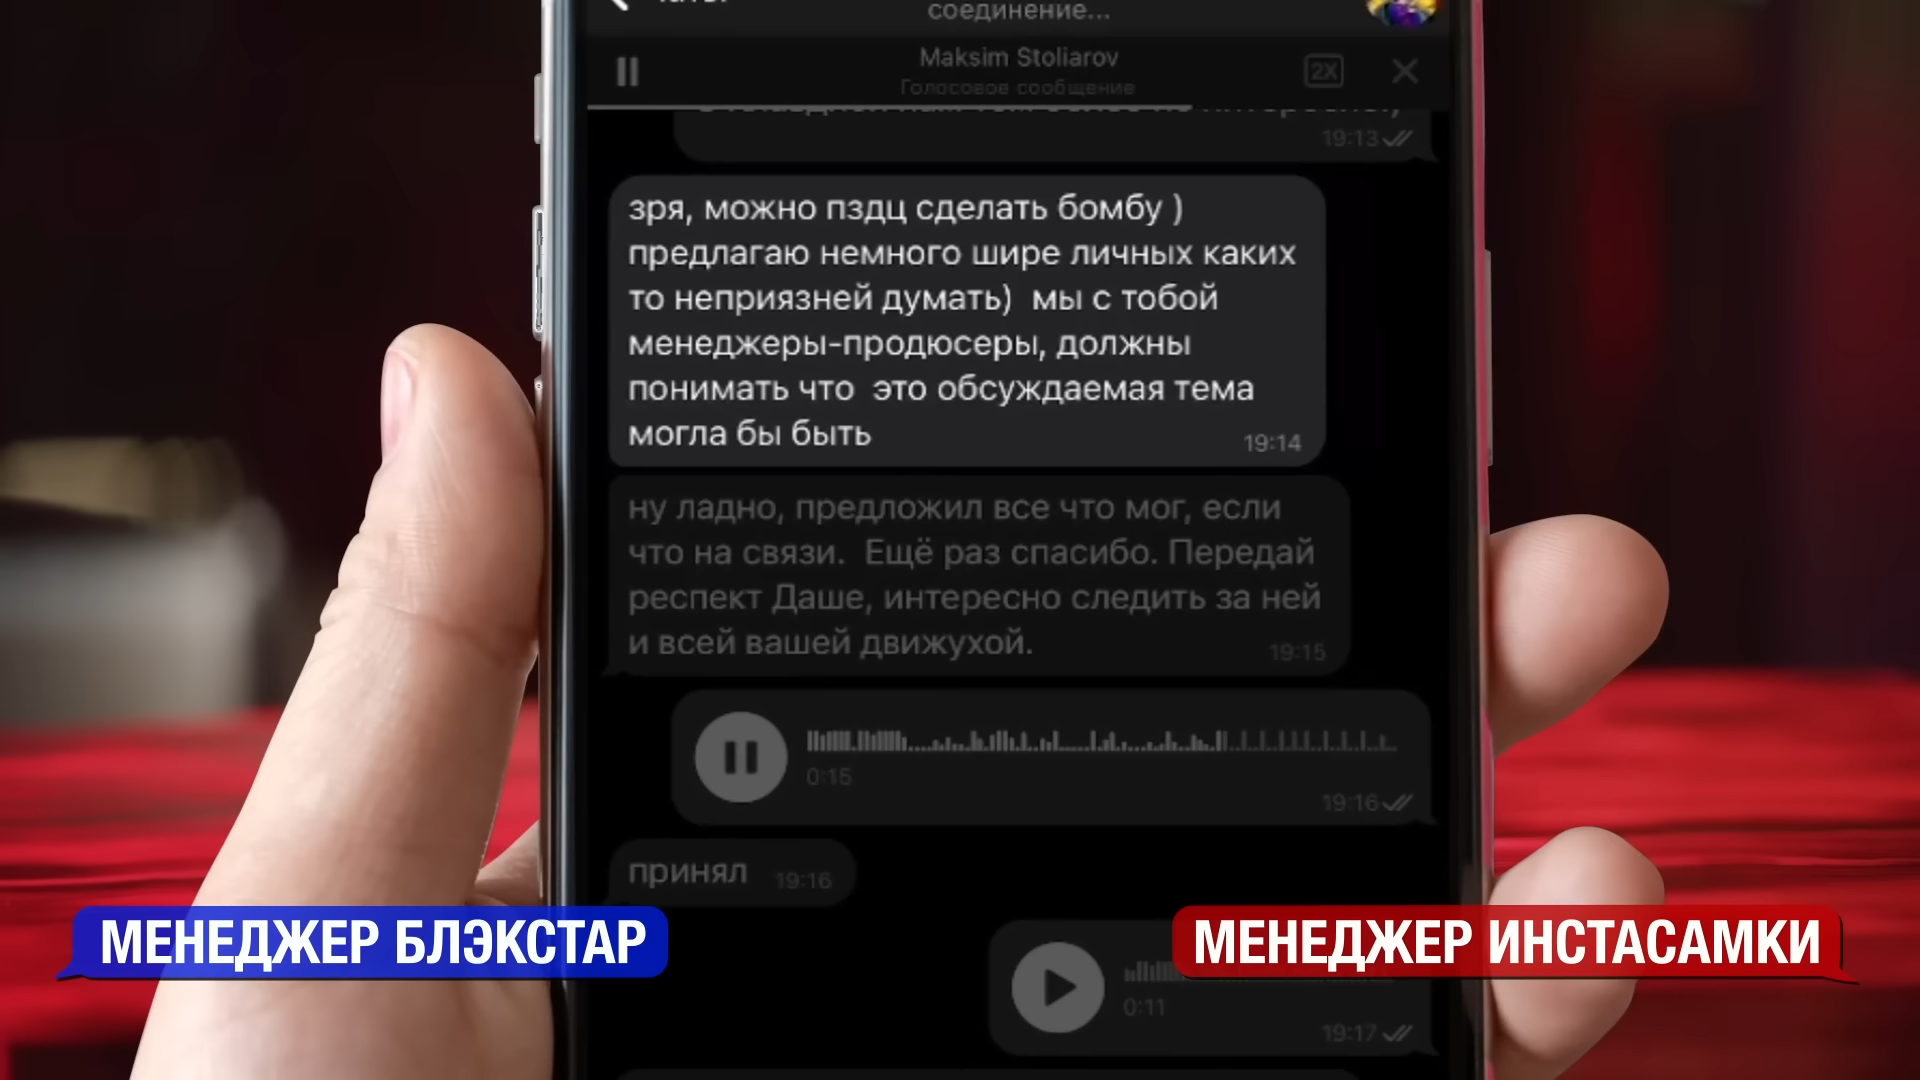 соединение...
Maksim Stoliarov
2X
Голосовое сообщение
19:13
зря, можно пздц сделать бомбу )
предлагаю немного шире личных каких
то неприязней думать) мы с тобой
менеджеры-продюсеры, должны
понимать что это обсуждаемая тема
могла бы быть
19:14
ну ладно, предложил все что мог, если
что на связи. Ещё раз спасибо. Передай
респект Даше, интересно следить за ней
и всей вашей движухой.
19:15
0:15
19:16
принял 19:16
МЕНЕДЖЕР БЛЭКСТАР
МЕНЕДЖЕР ИНСТАСАМКИ
0:11
19:17